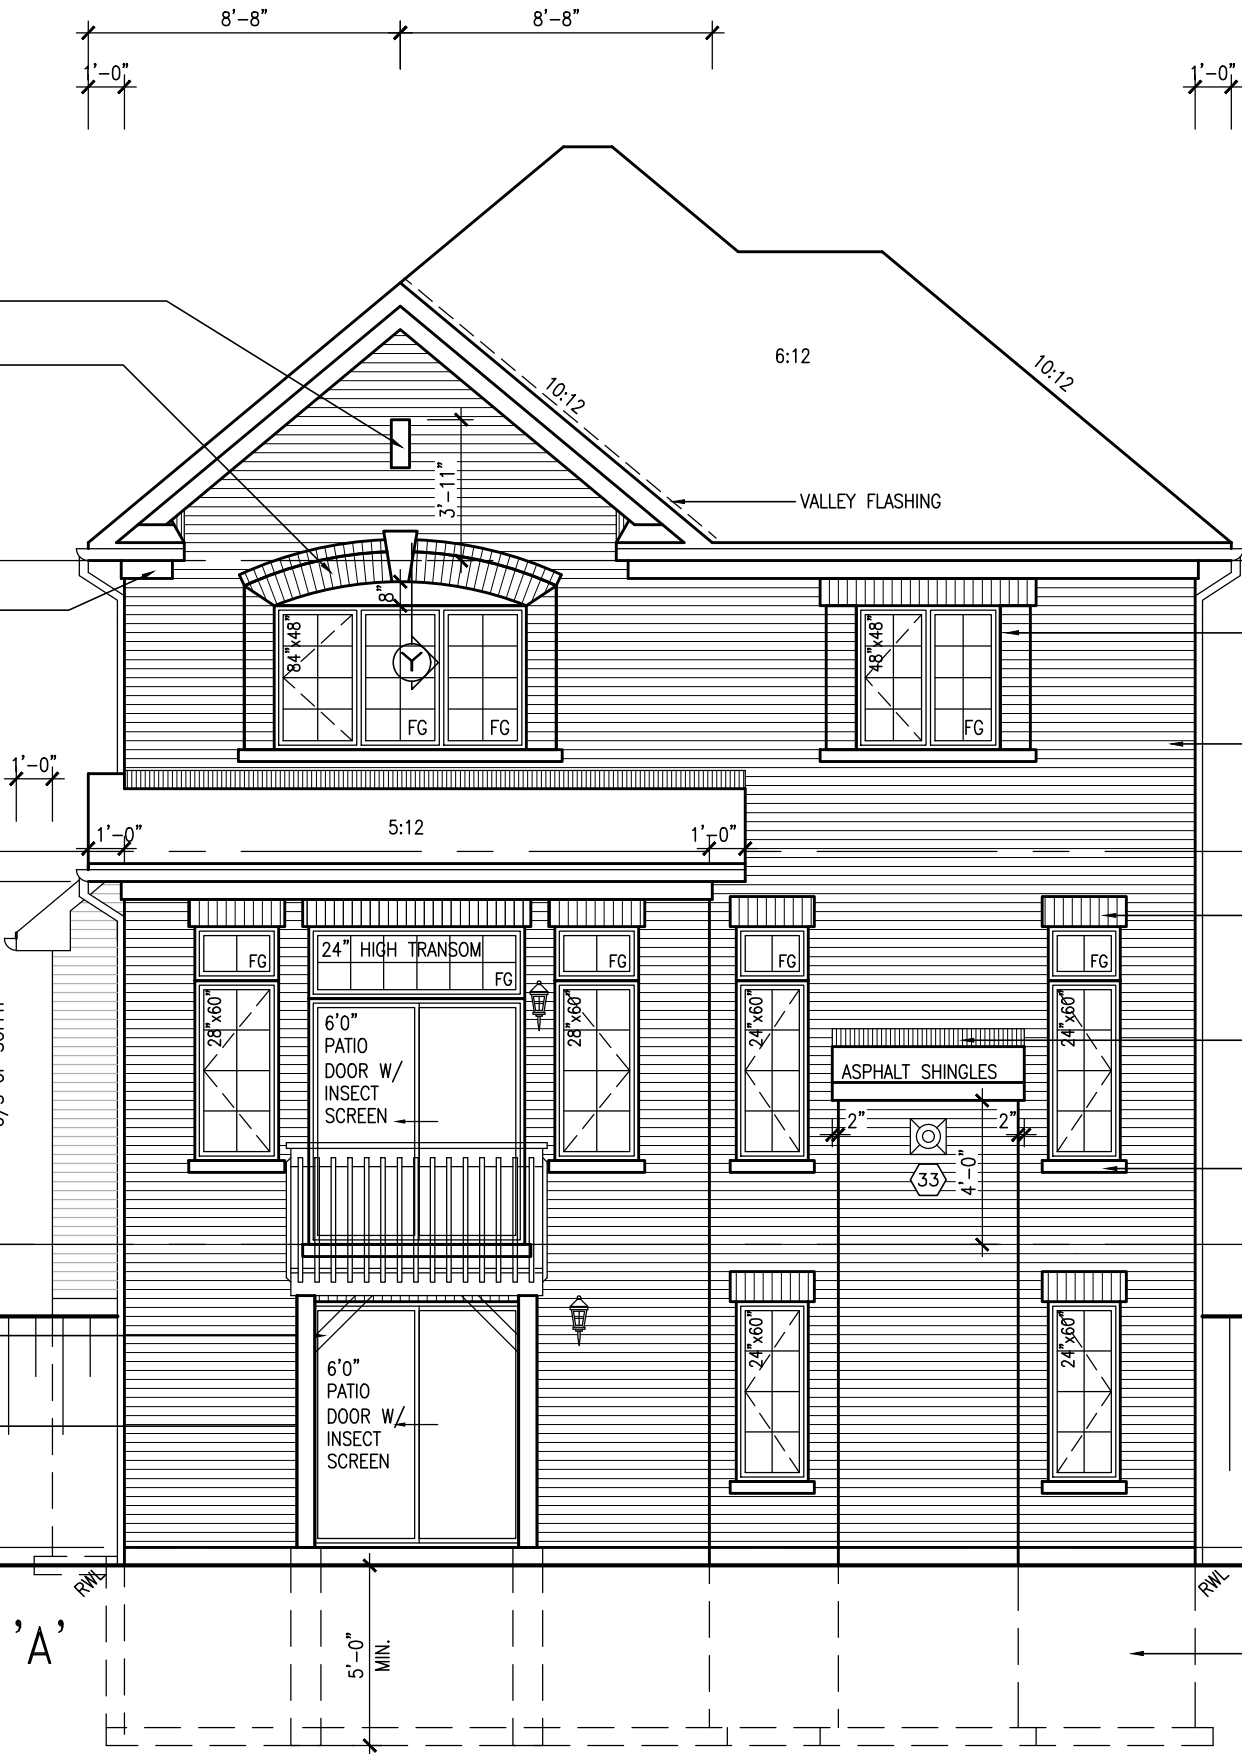 8'-8" 8'-8"
1'-0" 1'-0"
6:12
10:12
10:12
3'-11"
VALLEY FLASHING
8"
84"x48"
Y
48"x48"
FG FG FG
1'-0"
1'-0" 5:12 1'-0"
24" HIGH TRANSOM
FG FG FG FG
FG
28"x60" 28"x60" 24"x60" 24"x60"
6'0"
PATIO
DOOR W/
INSECT
SCREEN
ASPHALT SHINGLES
2" 2"
33
4'-0"
24"x60" 24"x60"
6'0"
PATIO
DOOR W/
INSECT
SCREEN
RWL RWL
'A'
5'-0"
MIN.